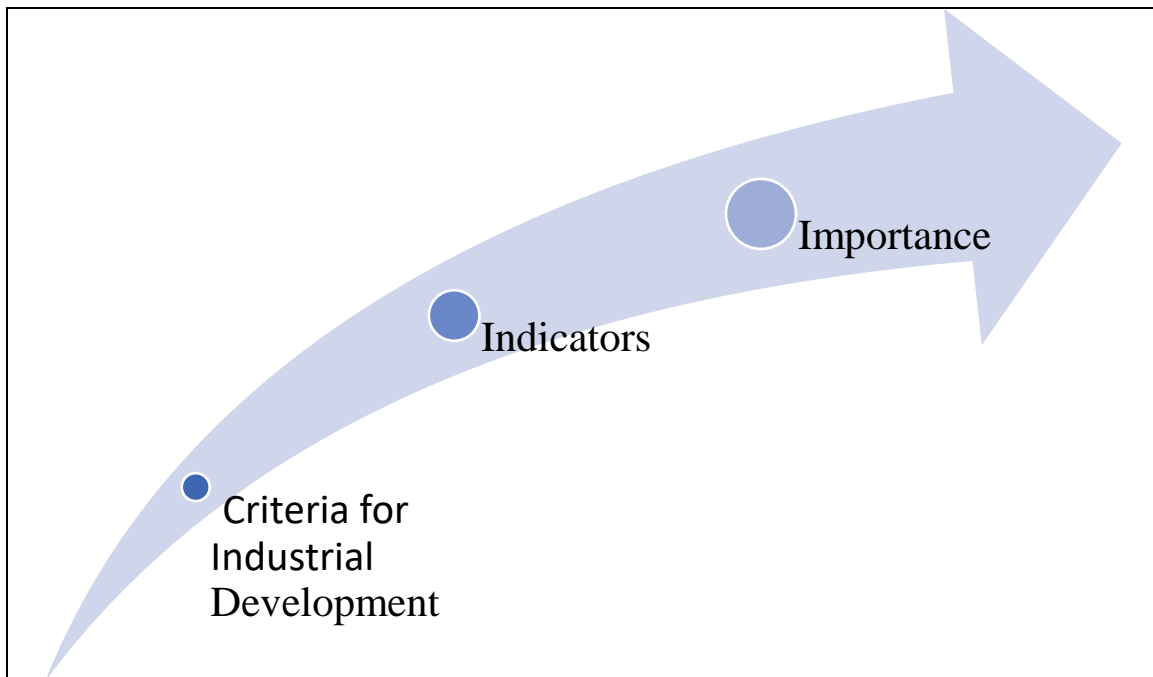 Importance
Indicators
Criteria for
Industrial
Development